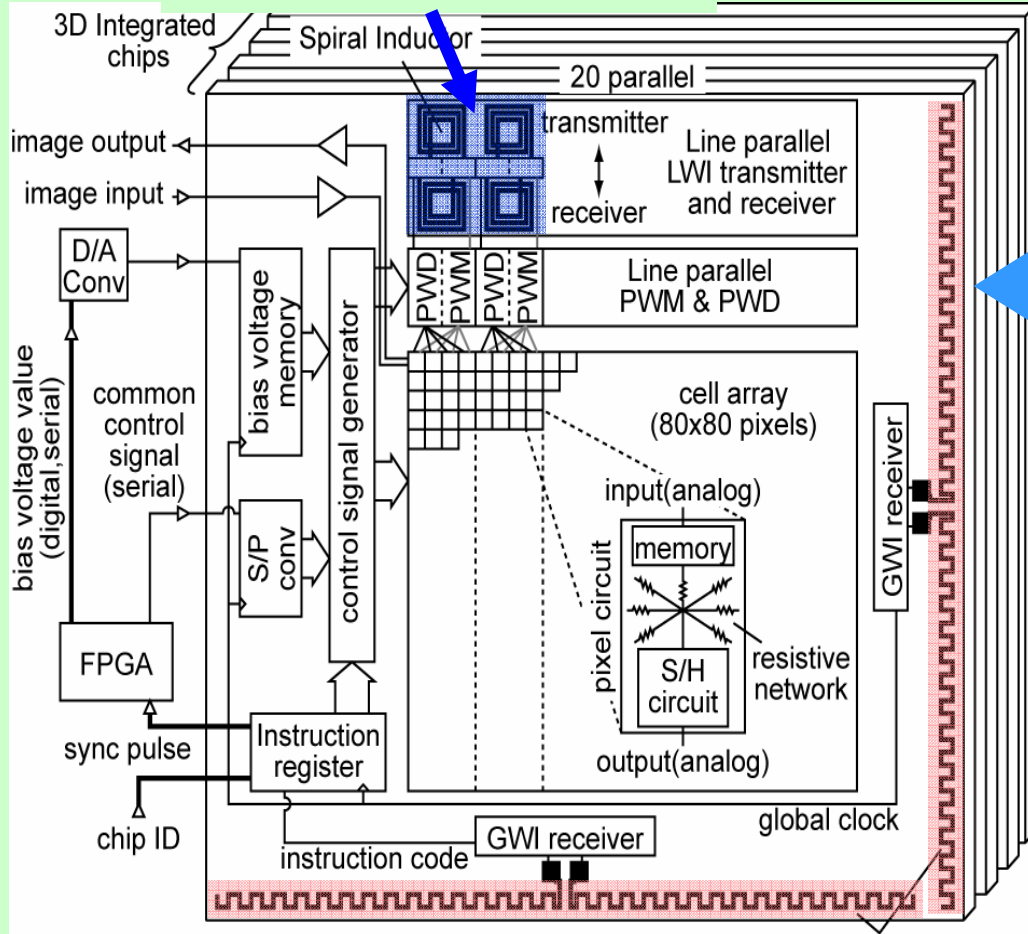 3D Integrated
chips
Spiral Inductor
20 parallel
image output
image input
transmitter
receiver
Line parallel
LWI transmitter
and receiver
D/A
Conv
bias voltage
memory
control signal generator
PWD
PWM
PWD
PWM
Line parallel
PWM & PWD
bias voltage value
(digital,serial)
common
control
signal
(serial)
S/P
conv
cell array
(80x80 pixels)
input(analog)
memory
pixel circuit
resistive
network
S/H
circuit
output(analog)
GWI receiver
FPGA
sync pulse
Instruction
register
chip ID
instruction code
GWI receiver
global clock